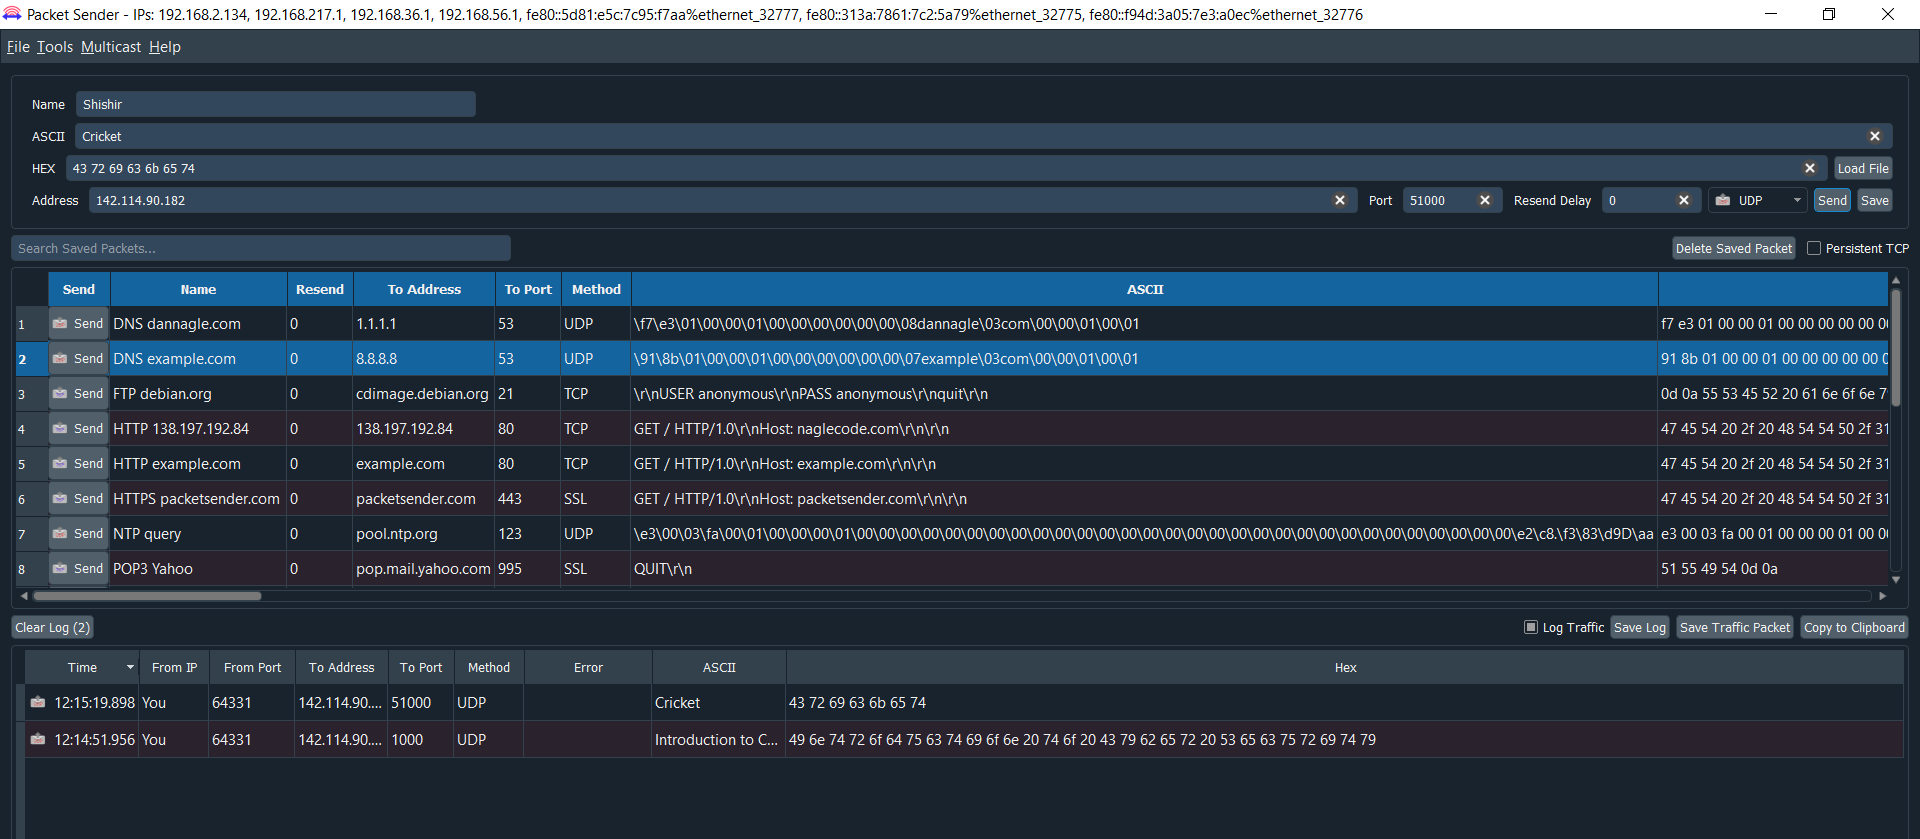 Packet Sender - IPs: 192.168.2.134, 192.168.217.1, 192.168.36.1, 192.168.56.1, fe80::5d81:e5c:7c95:f7aa%ethernet_32777, fe80::313a:7861:7c2:5a79%ethernet_32775, fe80::f94d:3a05:7e3:a0ec%ethernet_32776
File Tools Multicast Help
Name Shishir
ASCII Cricket
HEX 43 72 69 63 6b 65 74 Load File
Address 142.114.90.182 Port 51000 Resend Delay 0 UDP Send Save
Search Saved Packets... Delete Saved Packet Persistent TCP
Send Name Resend To Address To Port Method ASCII
1 Send DNS dannagle.com 0 1.1.1.1 53 UDP \f7\e3\01\00\00\01\00\00\00\00\00\00\08dannagle\03com\00\00\01\00\01 f7 e3 01 00 00 01 00 00 00 00 00
2 Send DNS example.com 0 8.8.8.8 53 UDP \91\8b\01\00\00\01\00\00\00\00\00\00\07example\03com\00\00\01\00\01 91 8b 01 00 00 01 00 00 00 00 00
3 Send FTP debian.org 0 cdimage.debian.org 21 TCP \r\nUSER anonymous\r\nPASS anonymous\r\nquit\r\n 0d 0a 55 53 45 52 20 61 6e 6f 6e 7
4 Send HTTP 138.197.192.84 0 138.197.192.84 80 TCP GET / HTTP/1.0\r\nHost: naglecode.com\r\n\r\n 47 45 54 20 2f 20 48 54 54 50 2f 31
5 Send HTTP example.com 0 example.com 80 TCP GET / HTTP/1.0\r\nHost: example.com\r\n\r\n 47 45 54 20 2f 20 48 54 54 50 2f 31
6 Send HTTPS packetsender.com 0 packetsender.com 443 SSL GET / HTTP/1.0\r\nHost: packetsender.com\r\n\r\n 47 45 54 20 2f 20 48 54 54 50 2f 31
7 Send NTP query 0 pool.ntp.org 123 UDP \e3\00\03\fa\00\01\00\00\00\01\00\00\00\00\00\00\00\00\00\00\00\00\00\00\00\00\00\00\00\00\00\00\00\00\00\00\00\00\00\00\e2\c8.\f3\83\d9D\aa e3 00 03 fa 00 01 00 00 00 01 00 00
8 Send POP3 Yahoo 0 pop.mail.yahoo.com 995 SSL QUIT\r\n 51 55 49 54 0d 0a
Clear Log (2) Log Traffic Save Log Save Traffic Packet Copy to Clipboard
Time From IP From Port To Address To Port Method Error ASCII Hex
12:15:19.898 You 64331 142.114.90.... 51000 UDP Cricket 43 72 69 63 6b 65 74
12:14:51.956 You 64331 142.114.90.... 1000 UDP Introduction to C... 49 6e 74 72 6f 64 75 63 74 69 6f 6e 20 74 6f 20 43 79 62 65 72 20 53 65 63 75 72 69 74 79